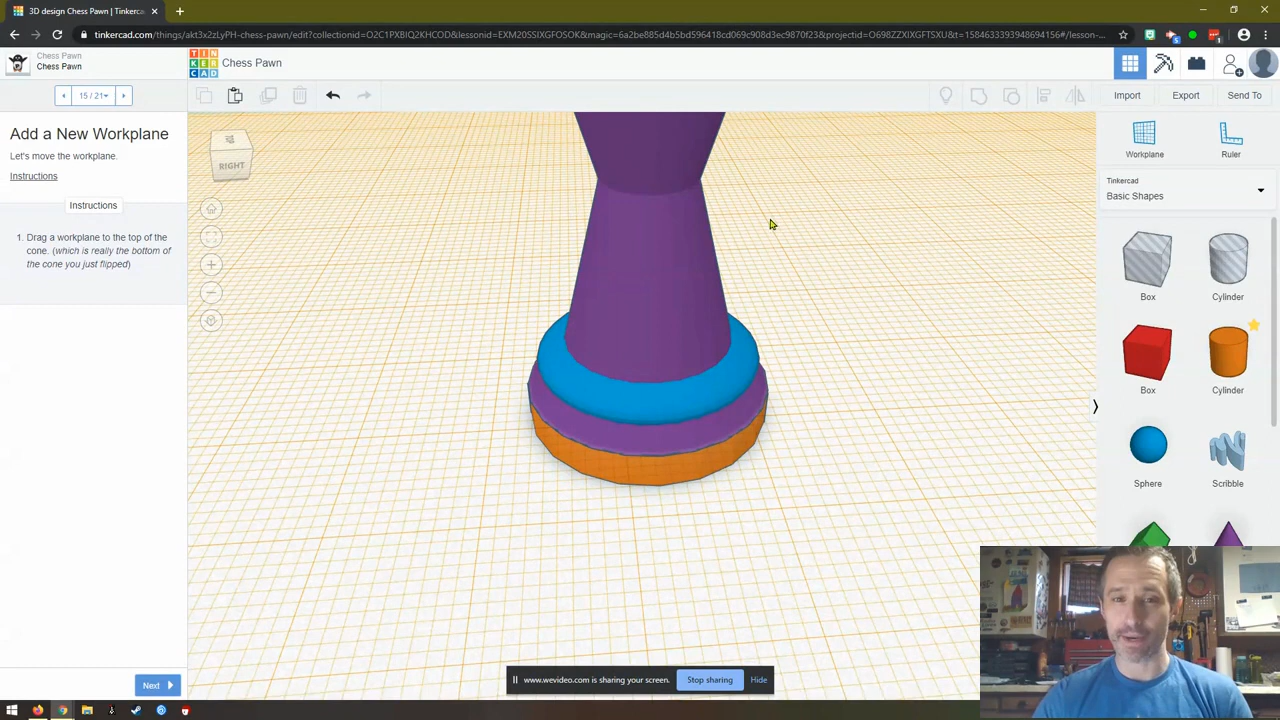 3D design Chess Pawn | Tinkerca
tinkercad.com/things/akt3x2zLyPH-chess-pawn/edit?collectionid=O2C1PXBIQ2KHCOD&lessonid=EXM20SSIXGFOSOK&magic=6a2be885d4b5bd596418cd069c908d3ec9870f23&projectid=O698ZZXIXGFTSXU&t=1584633393948694156#/lesson-...
Chess Pawn
Chess Pawn
TIN
KER
CAD
Chess Pawn
15 / 21
Import
Export
Send To
Add a New Workplane
Let's move the workplane.
Instructions
Instructions
1. Drag a workplane to the top of the
cone. (which is really the bottom of
the cone you just flipped)
RIGHT
Workplane
Ruler
Tinkercad
Basic Shapes
Box
Cylinder
Box
Cylinder
Sphere
Scribble
Next
www.wevideo.com is sharing your screen.
Stop sharing
Hide